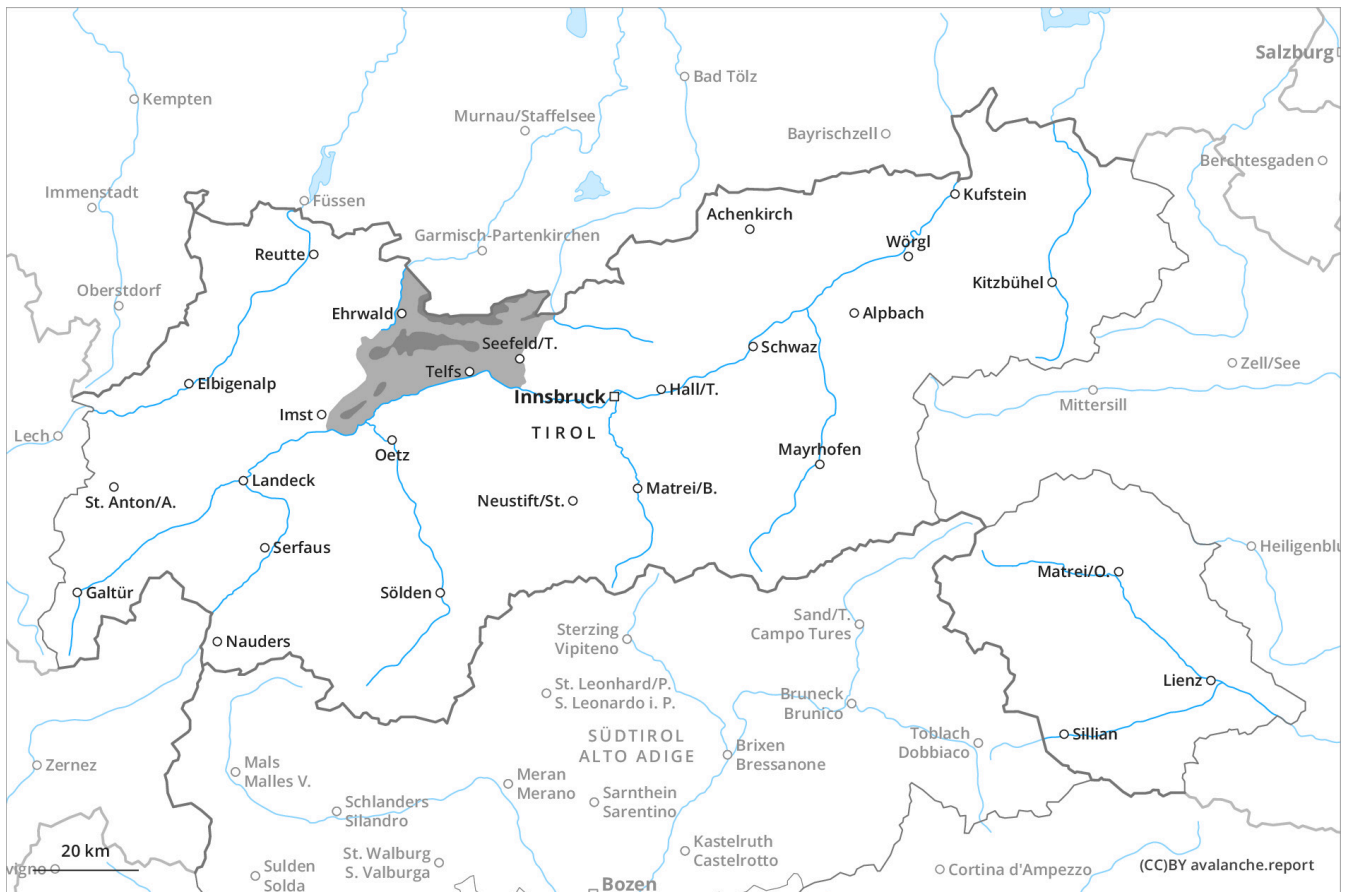 Salzburg
Bad Tölz
Kempten
Murnau/Staffelsee
Bayrischzell
Berchtesgaden
Immenstadt
Füssen
Kufstein
Achenkirch
Garmisch-Partenkirchen
Wörgl
Reutte
Kitzbühel
Oberstdorf
Ehrwald
Alpbach
Seefeld/T.
Schwaz
Zell/See
Telfs
Elbigenalp
Innsbruck
Hall/T.
Mittersill
Imst
TIROL
Lech
Oetz
Mayrhofen
Landeck
Matrei/B.
St. Anton/A.
Neustift/St.
Serfaus
Heiligenblu
Matrei/O.
Galtür
Sölden
Sand/T.
Campo Tures
Sterzing
Vipiteno
Nauders
Lienz
St. Leonhard/P.
S. Leonardo i. P.
Bruneck
Brunico
SÜDTIROL
ALTO ADIGE
Toblach
Dobbiaco
Sillian
Brixen
Bressanone
Zernez
Mals
Malles V.
Meran
Merano
Sarnthein
Sarentino
Schlanders
Silandro
Kastelruth
Castelrotto
20 km
St. Walburg
S. Valburga
vigno
Sulden
Solda
Cortina d'Ampezzo
(CC)BY avalanche.report
Bozen